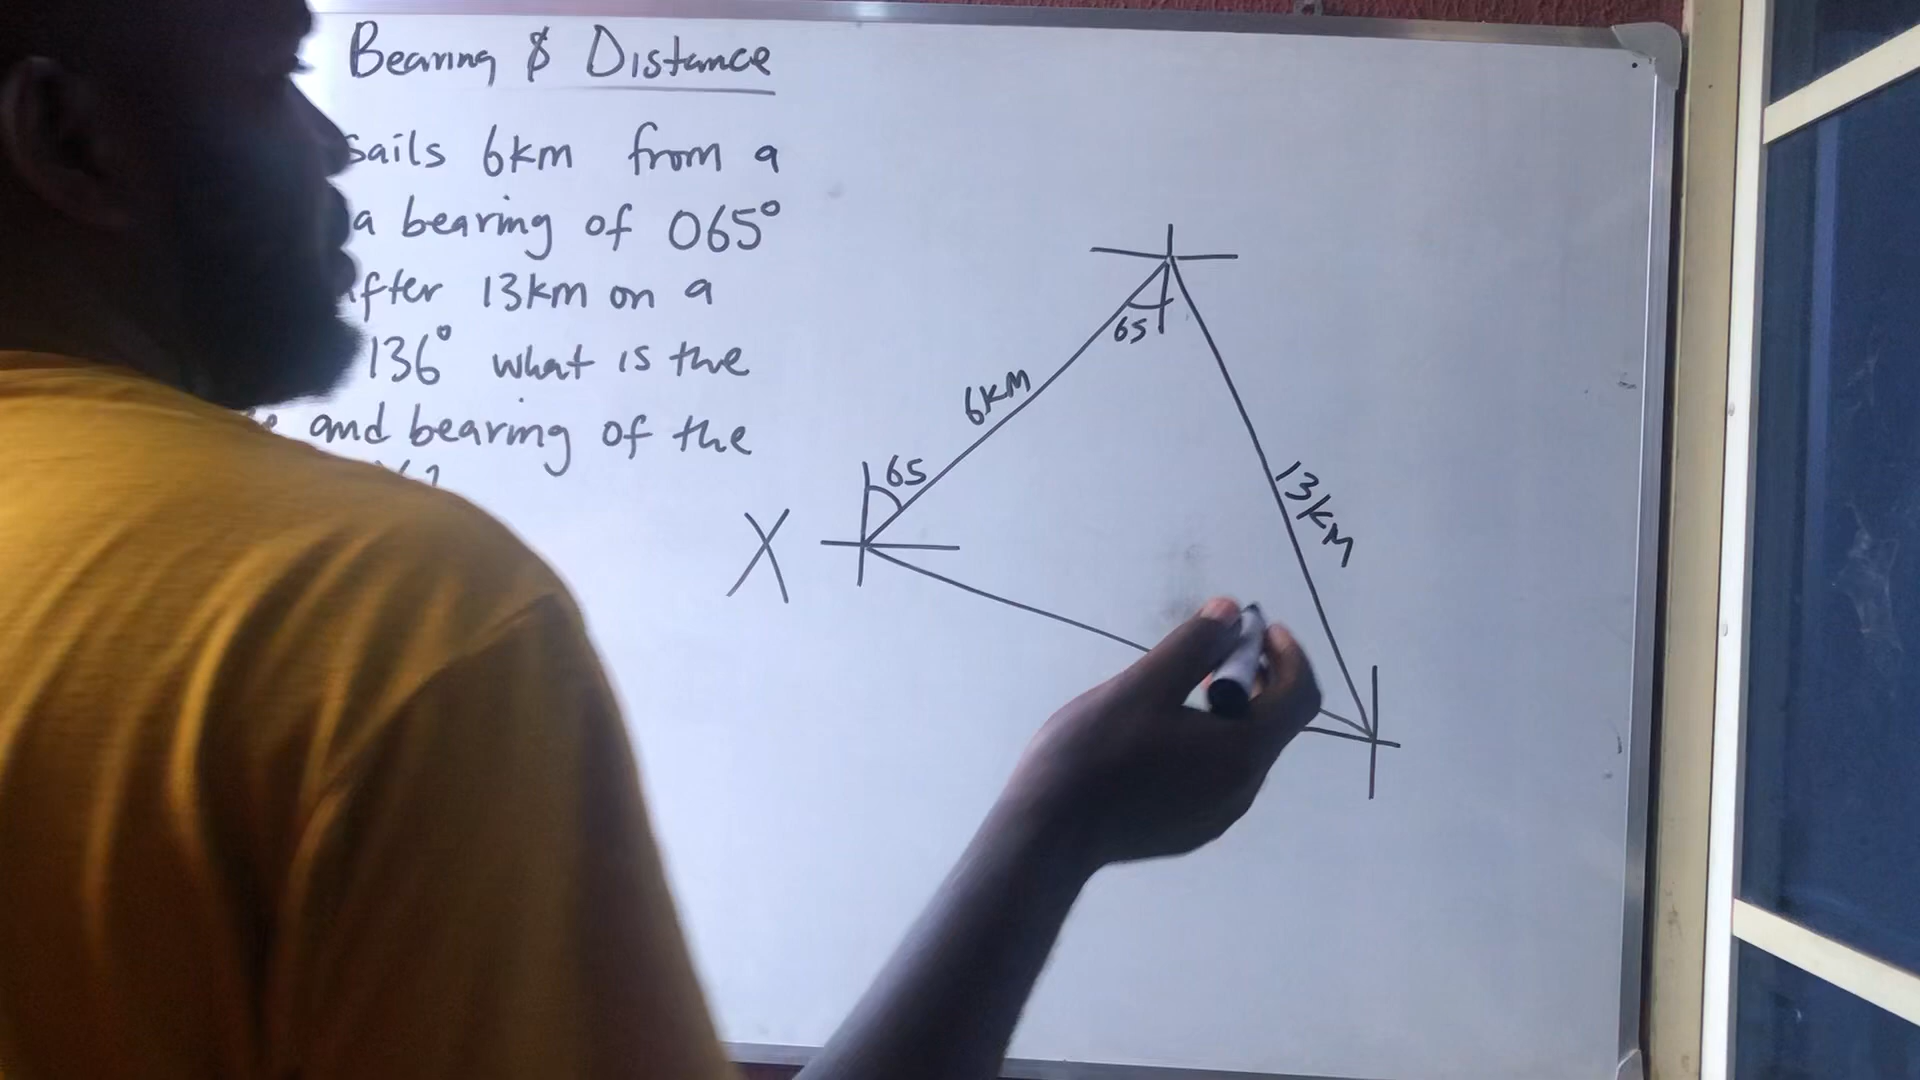 Bearing & Distance
sails 6km from a
a bearing of 065°
after 13km on a
136° what is the
and bearing of the
X?
65
6KM
65
13KM
X